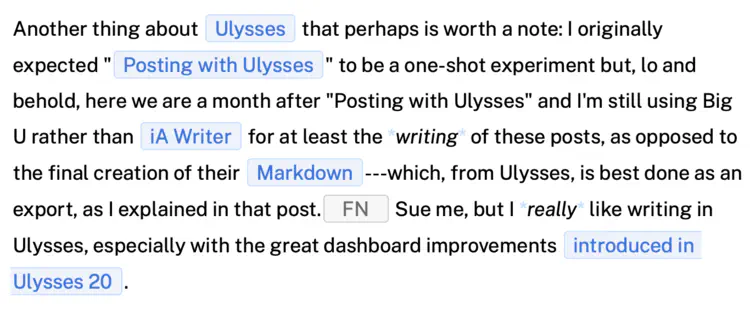 Another thing about Ulysses that perhaps is worth a note: I originally
expected "Posting with Ulysses" to be a one-shot experiment but, lo and
behold, here we are a month after "Posting with Ulysses" and I'm still using Big
U rather than iA Writer for at least the *writing* of these posts, as opposed to
the final creation of their Markdown---which, from Ulysses, is best done as an
export, as I explained in that post. FN Sue me, but I *really* like writing in
Ulysses, especially with the great dashboard improvements introduced in
Ulysses 20.